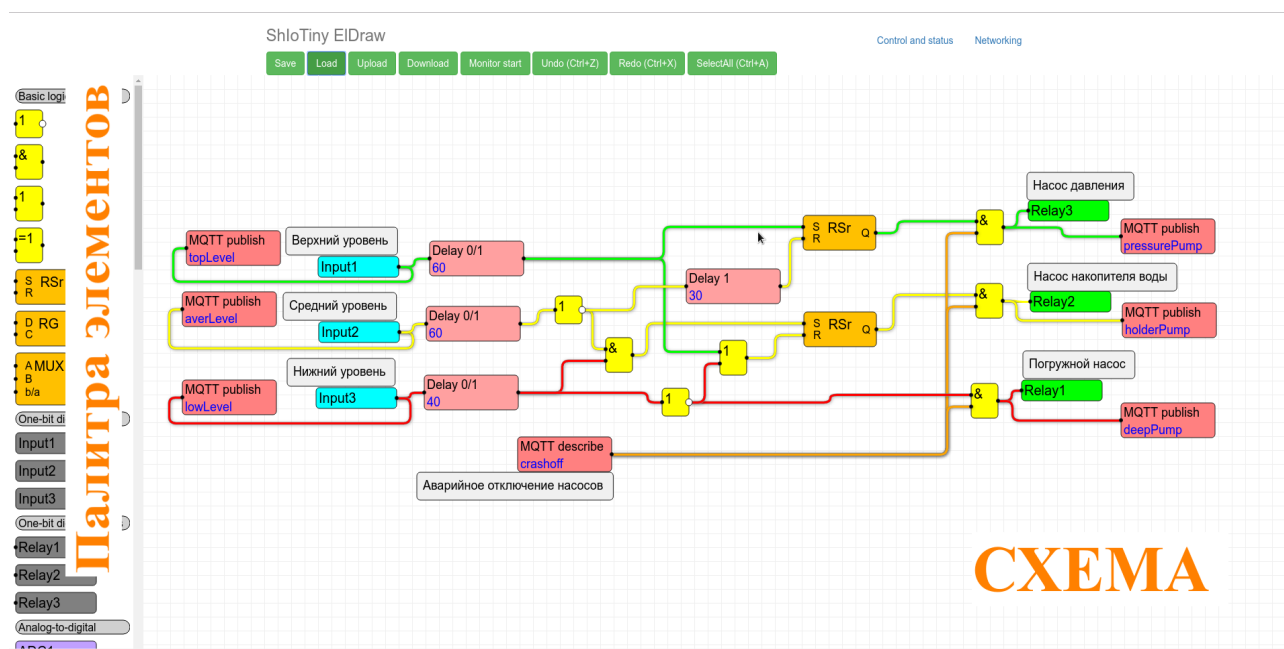 ShIoTiny ElDraw
Control and status
Networking
Save
Load
Upload
Download
Monitor start
Undo (Ctrl+Z)
Redo (Ctrl+X)
SelectAll (Ctrl+A)
Палитра элементов
Basic logi
1
&
1
=1
S RSr
R
D RG
C
A MUX
B
b/a
One-bit di
Input1
Input2
Input3
One-bit di
Relay1
Relay2
Relay3
Analog-to-digital
MQTT publish
topLevel
Верхний уровень
Input1
Delay 0/1
60
MQTT publish
averLevel
Средний уровень
Input2
Delay 0/1
60
MQTT publish
lowLevel
Нижний уровень
Input3
Delay 0/1
40
1
&
1
1
Delay 1
30
S RSr
R Q
S RSr
R Q
MQTT describe
crashoff
Аварийное отключение насосов
&
Насос давления
Relay3
MQTT publish
pressurePump
&
Насос накопителя воды
Relay2
MQTT publish
holderPump
&
Погружной насос
Relay1
MQTT publish
deepPump
СХЕМА